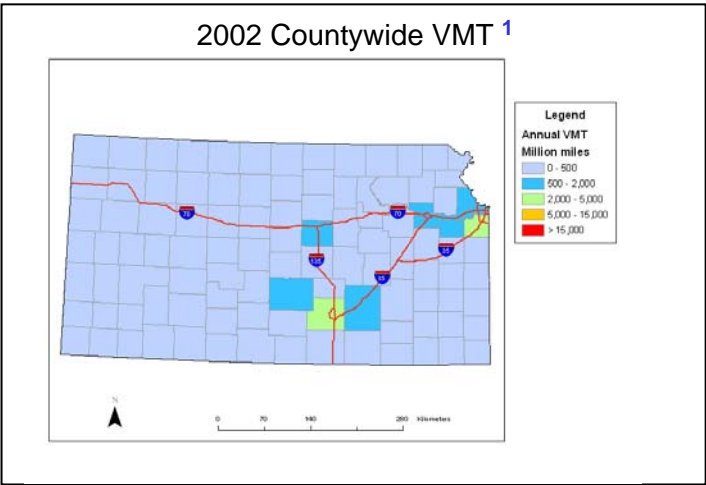 2002 Countywide VMT 1
Legend
Annual VMT
Million miles
0 - 500
500 - 2,000
2,000 - 5,000
5,000 - 15,000
> 15,000
70
70
135
35
35
N
0 70 140 280 Kilometers